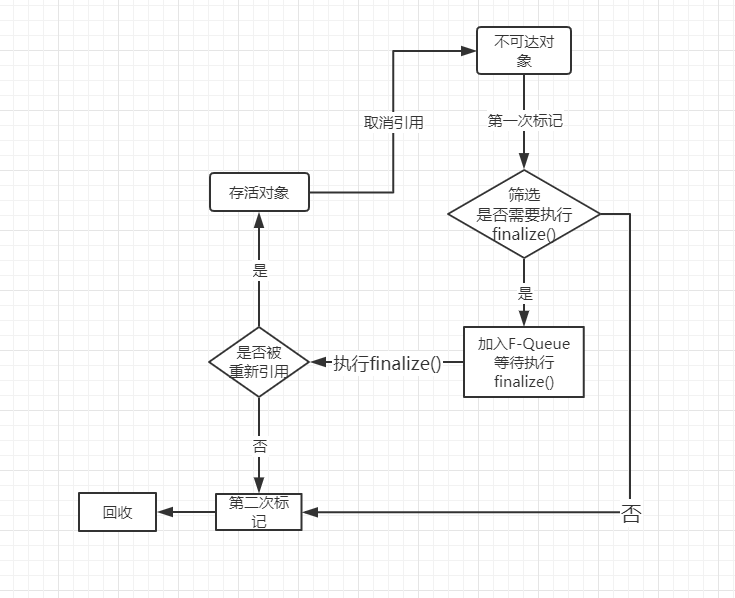 不可达对
象
取消引用
第一次标记
存活对象
筛选
是否需要执行
finalize()
是
是
加入F-Queue
等待执行
finalize()
是否被
重新引用
执行finalize()
否
第二次标
记
回收
否